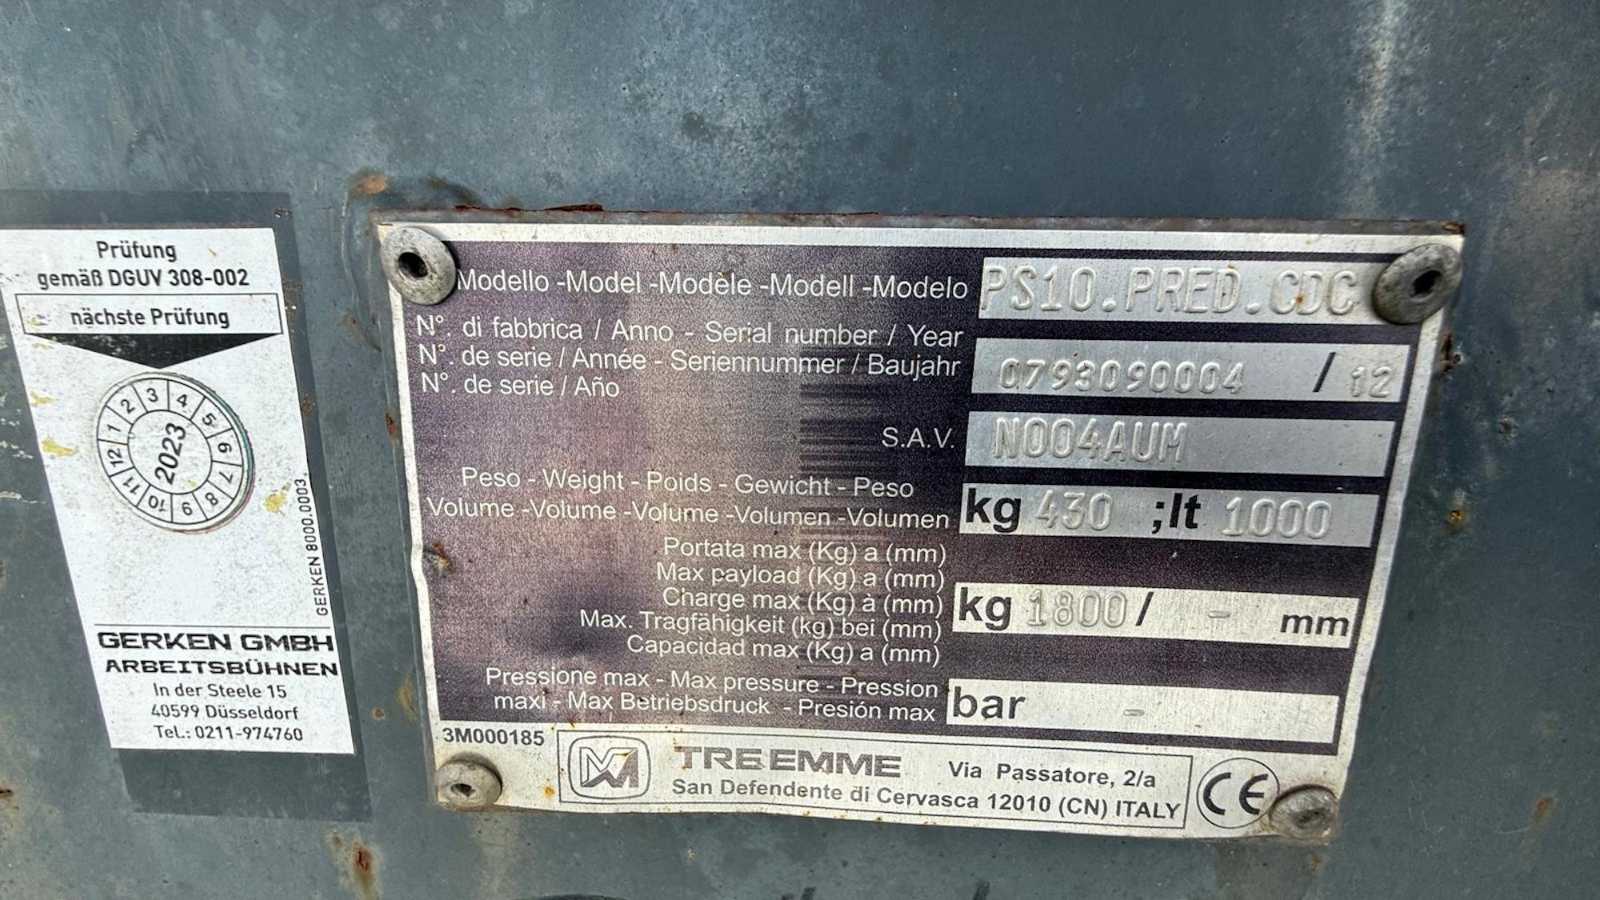 Prüfung
gemäß DGUV 308-002
nächste Prüfung
1 2 3 4 5 6 7 8 9 10 11 12
2023
GERKEN 8000.0003.
GERKEN GMBH
ARBEITSBÜHNEN
In der Steele 15
40599 Düsseldorf
Tel.: 0211-974760
Modello -Model -Modèle -Modell -Modelo PS10.PRED.CDC
N°. di fabbrica / Anno - Serial number / Year
N°. de serie / Année - Seriennummer / Baujahr 0793090004 / 12
N°. de serie / Año
S.A.V. N004AUM
Peso - Weight - Poids - Gewicht - Peso
Volume -Volume -Volume -Volumen -Volumen kg 430 ;lt 1000
Portata max (Kg) a (mm)
Max payload (Kg) a (mm)
Charge max (Kg) à (mm) kg 1800 / - mm
Max. Tragfähigkeit (kg) bei (mm)
Capacidad max (Kg) a (mm)
Pressione max - Max pressure - Pression
maxi - Max Betriebsdruck - Presión max bar -
3M000185
TREEMME Via Passatore, 2/a
San Defendente di Cervasca 12010 (CN) ITALY
CE